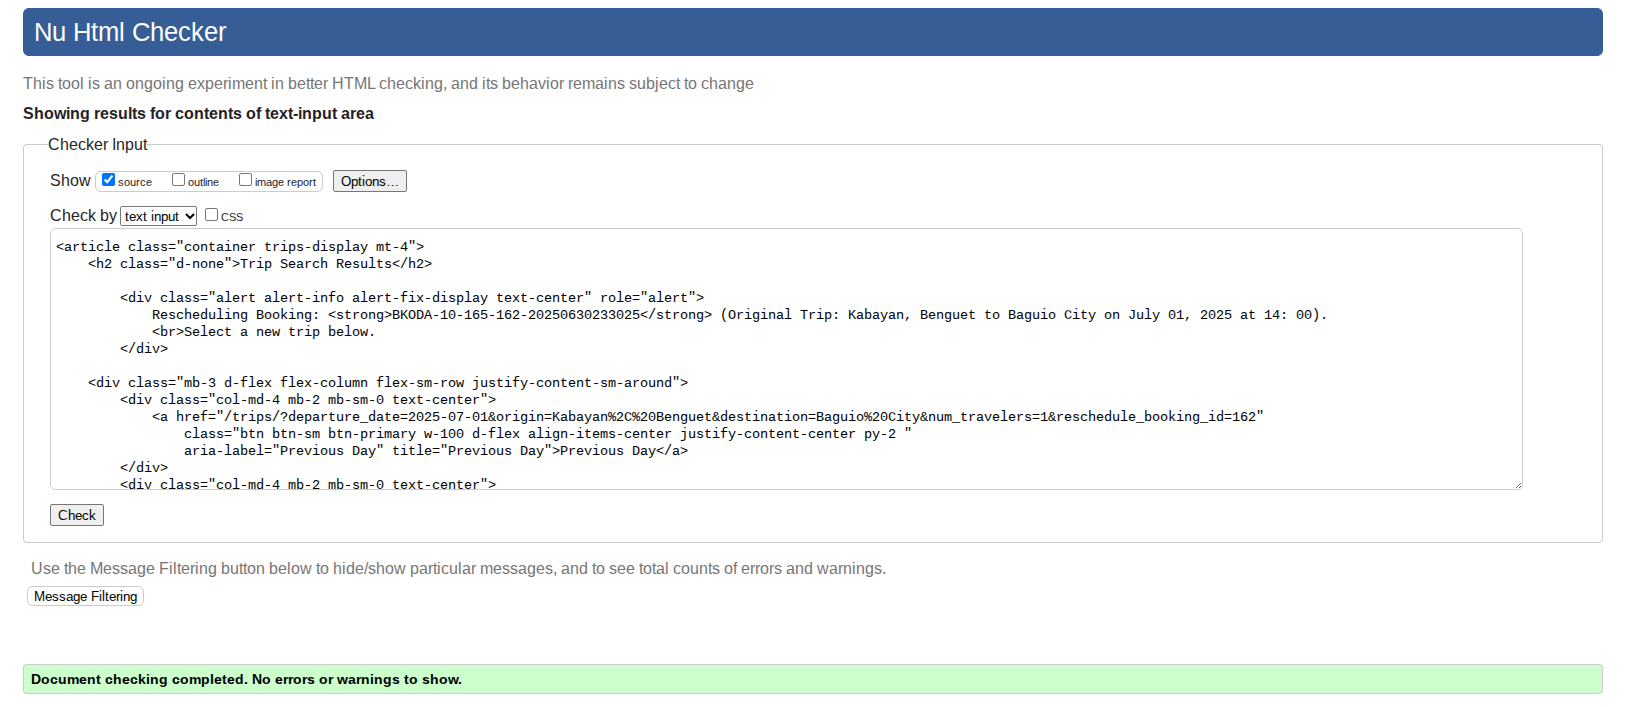 Nu Html Checker
This tool is an ongoing experiment in better HTML checking, and its behavior remains subject to change
Showing results for contents of text-input area
Checker Input
Show source outline image report Options...
Check by text input CSS
<article class="container trips-display mt-4">
    <h2 class="d-none">Trip Search Results</h2>
        <div class="alert alert-info alert-fix-display text-center" role="alert">
            Rescheduling Booking: <strong>BKODA-10-165-162-20250630233025</strong> (Original Trip: Kabayan, Benguet to Baguio City on July 01, 2025 at 14: 00).
            <br>Select a new trip below.
        </div>
    <div class="mb-3 d-flex flex-column flex-sm-row justify-content-sm-around">
        <div class="col-md-4 mb-2 mb-sm-0 text-center">
            <a href="/trips/?departure_date=2025-07-01&origin=Kabayan%2C%20Benguet&destination=Baguio%20City&num_travelers=1&reschedule_booking_id=162"
                class="btn btn-sm btn-primary w-100 d-flex align-items-center justify-content-center py-2 "
                aria-label="Previous Day" title="Previous Day">Previous Day</a>
        </div>
        <div class="col-md-4 mb-2 mb-sm-0 text-center">
Check
Use the Message Filtering button below to hide/show particular messages, and to see total counts of errors and warnings.
Message Filtering
Document checking completed. No errors or warnings to show.